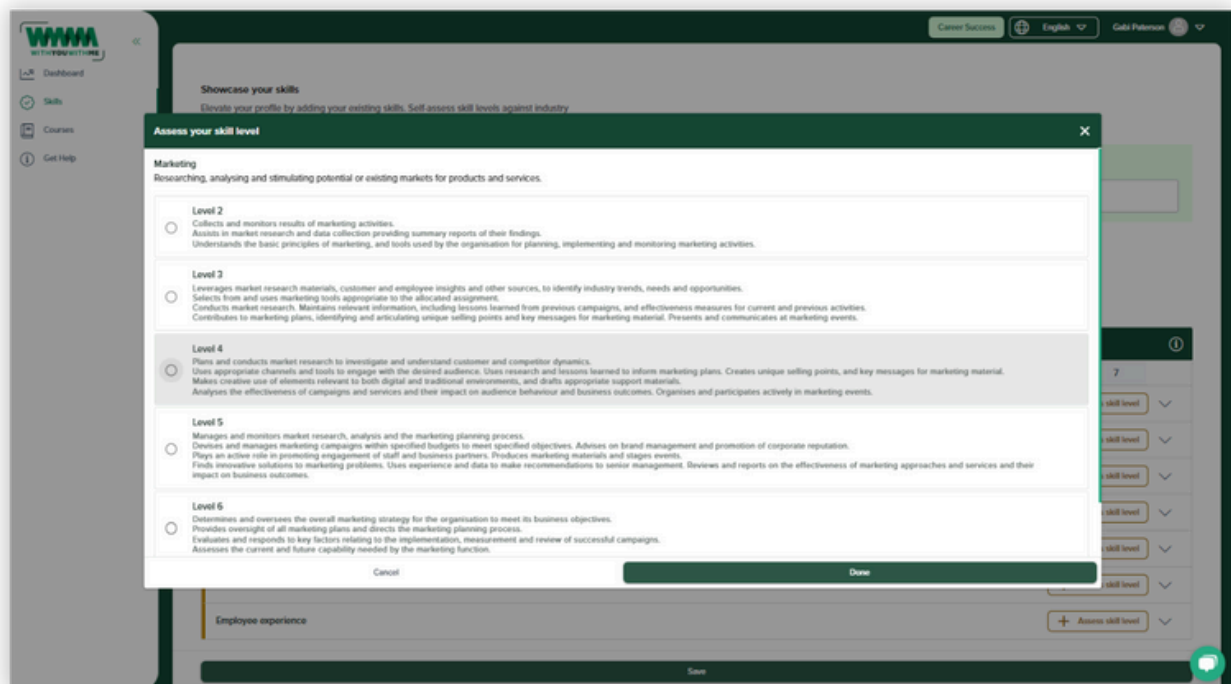 WYWM
WITHYOUWITHME
Career Success
English
Gabi Paterson
Dashboard
Skills
Courses
Get Help
Showcase your skills
Elevate your profile by adding your existing skills. Self-assess skill levels against industry
Assess your skill level
Marketing
Researching, analysing and stimulating potential or existing markets for products and services.
Level 2
Collects and monitors results of marketing activities.
Assists in market research and data collection providing summary reports of their findings.
Understands the basic principles of marketing, and tools used by the organisation for planning, implementing and monitoring marketing activities.
Level 3
Leverages market research materials, customer and employee insights and other sources, to identify industry trends, needs and opportunities.
Selects from and uses marketing tools appropriate to the allocated assignment.
Conducts market research. Maintains relevant information, including lessons learned from previous campaigns, and effectiveness measures for current and previous activities.
Contributes to marketing plans, identifying and articulating unique selling points and key messages for marketing material. Presents and communicates at marketing events.
Level 4
Plans and conducts market research to investigate and understand customer and competitor dynamics.
Uses appropriate channels and tools to engage with the desired audience. Uses research and lessons learned to inform marketing plans. Creates unique selling points, and key messages for marketing material.
Makes creative use of elements relevant to both digital and traditional environments, and drafts appropriate support materials.
Analyses the effectiveness of campaigns and services and their impact on audience behaviour and business outcomes. Organises and participates actively in marketing events.
7
skill level
Level 5
Manages and monitors market research, analysis and the marketing planning process.
Devises and manages marketing campaigns within specified budgets to meet specified objectives. Advises on brand management and promotion of corporate reputation.
Plays an active role in promoting engagement of staff and business partners. Produces marketing materials and stages events.
Finds innovative solutions to marketing problems. Uses experience and data to make recommendations to senior management. Reviews and reports on the effectiveness of marketing approaches and services and their
impact on business outcomes.
skill level
skill level
Level 6
Determines and oversees the overall marketing strategy for the organisation to meet its business objectives.
Provides oversight of all marketing plans and directs the marketing planning process.
Evaluates and responds to key factors relating to the implementation, measurement and review of successful campaigns.
Assesses the current and future capability needed by the marketing function.
skill level
skill level
Cancel
Done
skill level
Employee experience
+ Assess skill level
Save